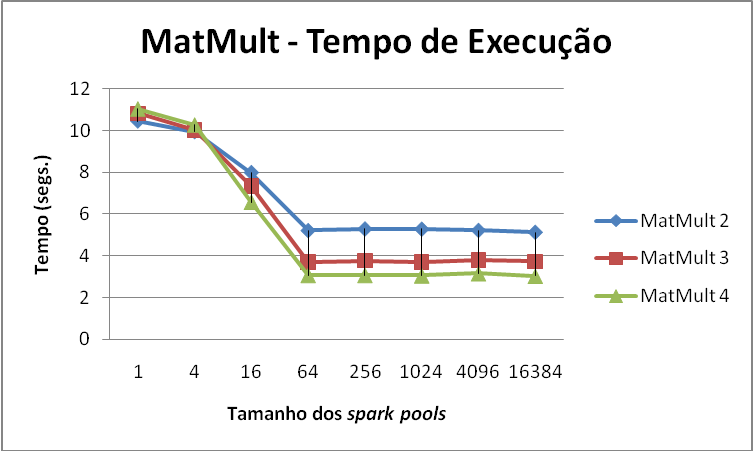 MatMult - Tempo de Execução
12
10
8
6
4
2
0
Tempo (segs.)
1 4 16 64 256 1024 4096 16384
Tamanho dos spark pools
MatMult 2
MatMult 3
MatMult 4